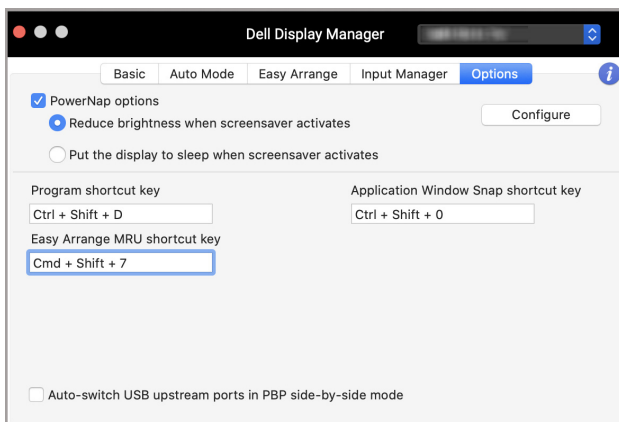 Dell Display Manager
Basic
Auto Mode
Easy Arrange
Input Manager
Options
i
PowerNap options
Configure
Reduce brightness when screensaver activates
Put the display to sleep when screensaver activates
Program shortcut key
Application Window Snap shortcut key
Ctrl + Shift + D
Ctrl + Shift + 0
Easy Arrange MRU shortcut key
Cmd + Shift + 7
Auto-switch USB upstream ports in PBP side-by-side mode